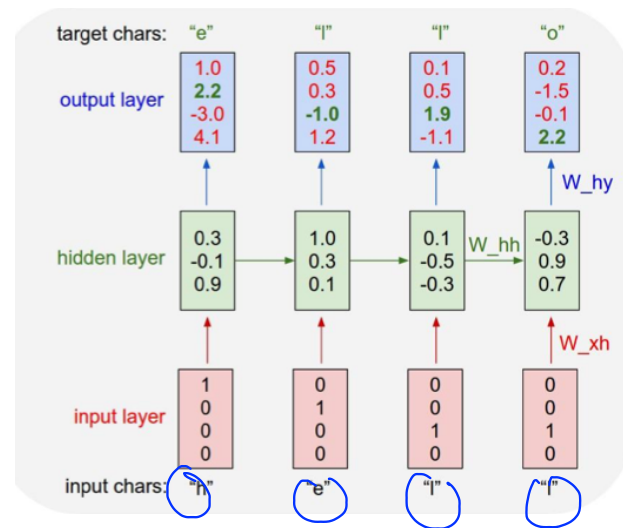 target chars: "e" "l" "l" "o"
1.0 0.5 0.1 0.2
2.2 0.3 0.5 -1.5
output layer
-3.0 -1.0 1.9 -0.1
4.1 1.2 -1.1 2.2
W_hy
0.3 1.0 0.1 -0.3
W_hh
hidden layer -0.1 0.3 -0.5 0.9
0.9 0.1 -0.3 0.7
W_xh
1 0 0 0
0 1 0 0
input layer
0 0 1 1
0 0 0 0
input chars: "h" "e" "l" "l"